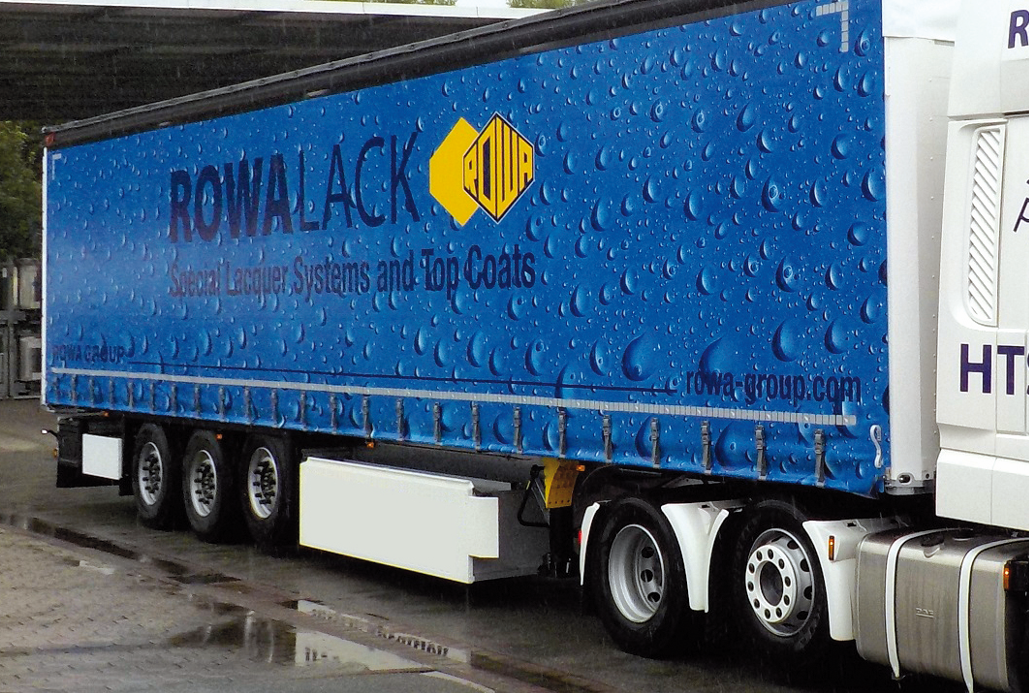 ROWALACK
ROWA
Special Lacquer Systems and Top Coats
ROWA GROUP
rowa-group.com
R
HTS